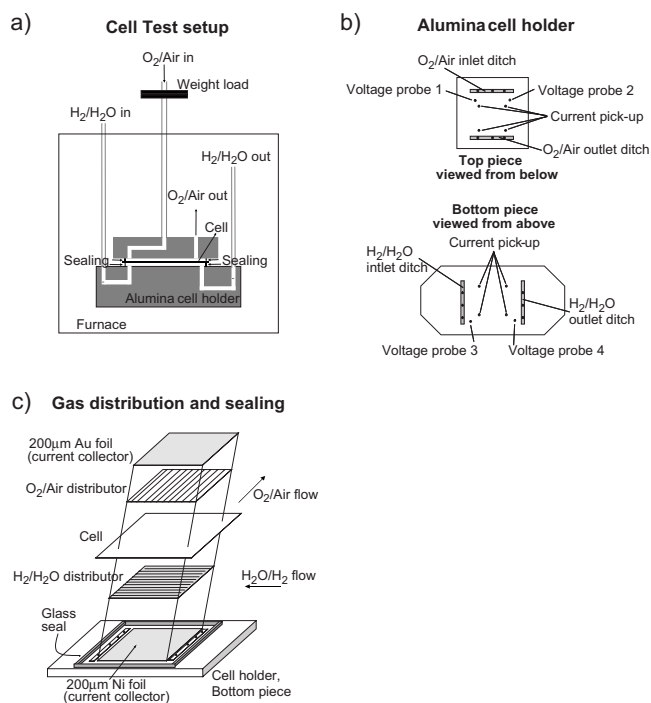 a) Cell Test setup
O2/Air in
Weight load
H2/H2O in
H2/H2O out
O2/Air out
Cell
Sealing
Sealing
Alumina cell holder
Furnace
b) Alumina cell holder
O2/Air inlet ditch
Voltage probe 1
Voltage probe 2
Current pick-up
O2/Air outlet ditch
Top piece
viewed from below
Bottom piece
viewed from above
Current pick-up
H2/H2O
inlet ditch
H2/H2O
outlet ditch
Voltage probe 3
Voltage probe 4
c) Gas distribution and sealing
200μm Au foil
(current collector)
O2/Air distributor
O2/Air flow
Cell
H2/H2O distributor
H2O/H2 flow
Glass
seal
200μm Ni foil
(current collector)
Cell holder,
Bottom piece